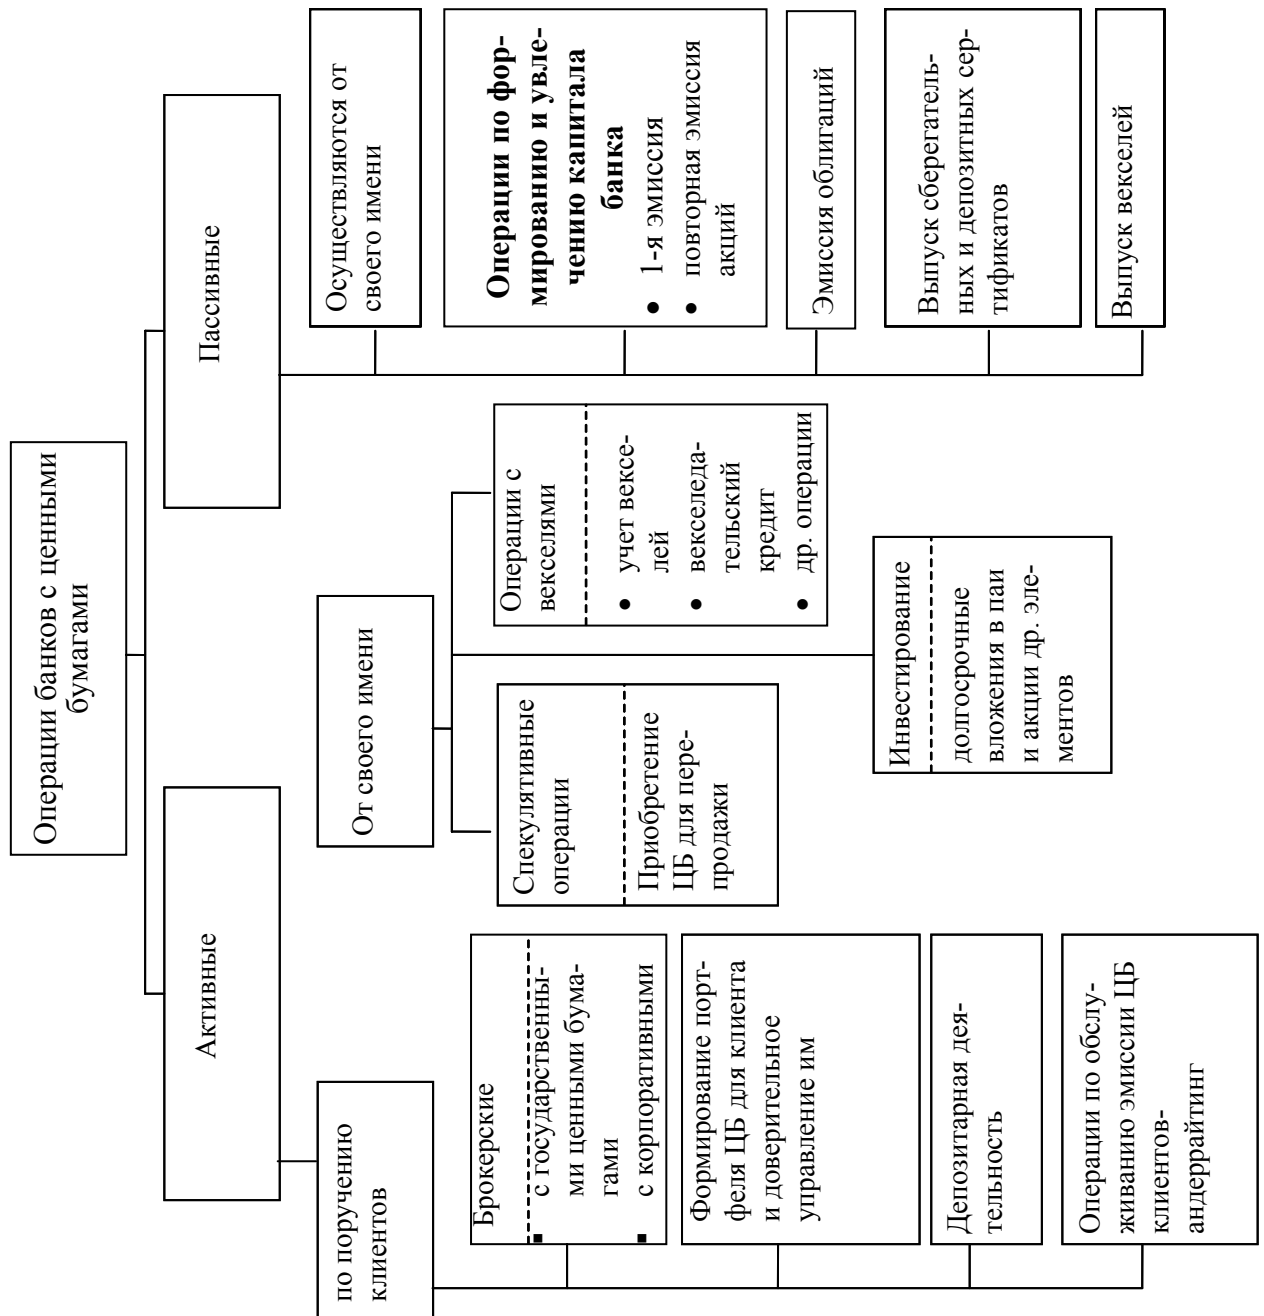 Операции банков с ценными
бумагами
Активные
Пассивные
по поручению
клиентов
От своего имени
Осуществляются от
своего имени
Брокерские
▪ с государственны-
ми ценными бума-
гами
▪ с корпоративными
Формирование порт-
феля ЦБ для клиента
и доверительное
управление им
Депозитарная дея-
тельность
Операции по обслу-
живанию эмиссии ЦБ
клиентов-
андеррайтинг
Спекулятивные
операции
Приобретение
ЦБ для пере-
продажи
Операции с
векселями
• учет вексе-
лей
• векселеда-
тельский
кредит
• др. операции
Инвестирование
долгосрочные
вложения в паи
и акции др. эле-
ментов
Операции по фор-
мированию и увле-
чению капитала
банка
• 1-я эмиссия
• повторная эмиссия
акций
Эмиссия облигаций
Выпуск сберегатель-
ных и депозитных сер-
тификатов
Выпуск векселей